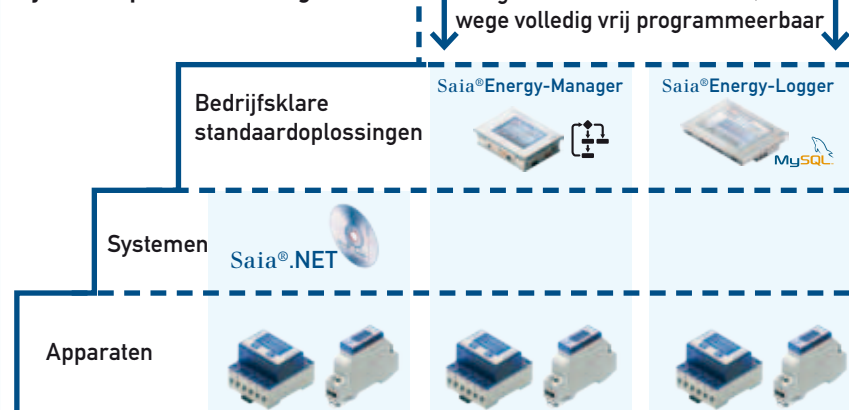 wege volledig vrij programmeerbaar
Saia®Energy-Manager
Saia®Energy-Logger
Bedrijfsklare
standaardoplossingen
MySQL
Systemen
Saia®.NET
Apparaten